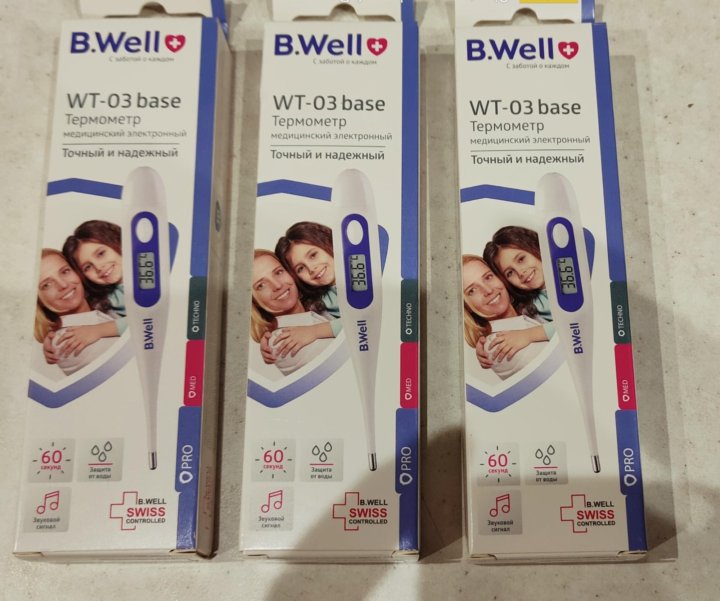 B.Well
С заботой о каждом
WT-03 base
Термометр
медицинский электронный
Точный и надежный
36.6
B.Well
TECHNO
MED
PRO
60
секунд
Защита
от воды
Звуковой
сигнал
B.WELL
SWISS
CONTROLLED
B.Well
С заботой о каждом
WT-03 base
Термометр
медицинский электронный
Точный и надежный
36.6
B.Well
TECHNO
MED
PRO
60
секунд
Защита
от воды
Звуковой
сигнал
B.WELL
SWISS
CONTROLLED
B.Well
С заботой о каждом
WT-03 base
Термометр
медицинский электронный
Точный и надежный
36.6
B.Well
TECHNO
MED
PRO
60
секунд
Защита
от воды
Звуковой
сигнал
B.WELL
SWISS
CONTROLLED